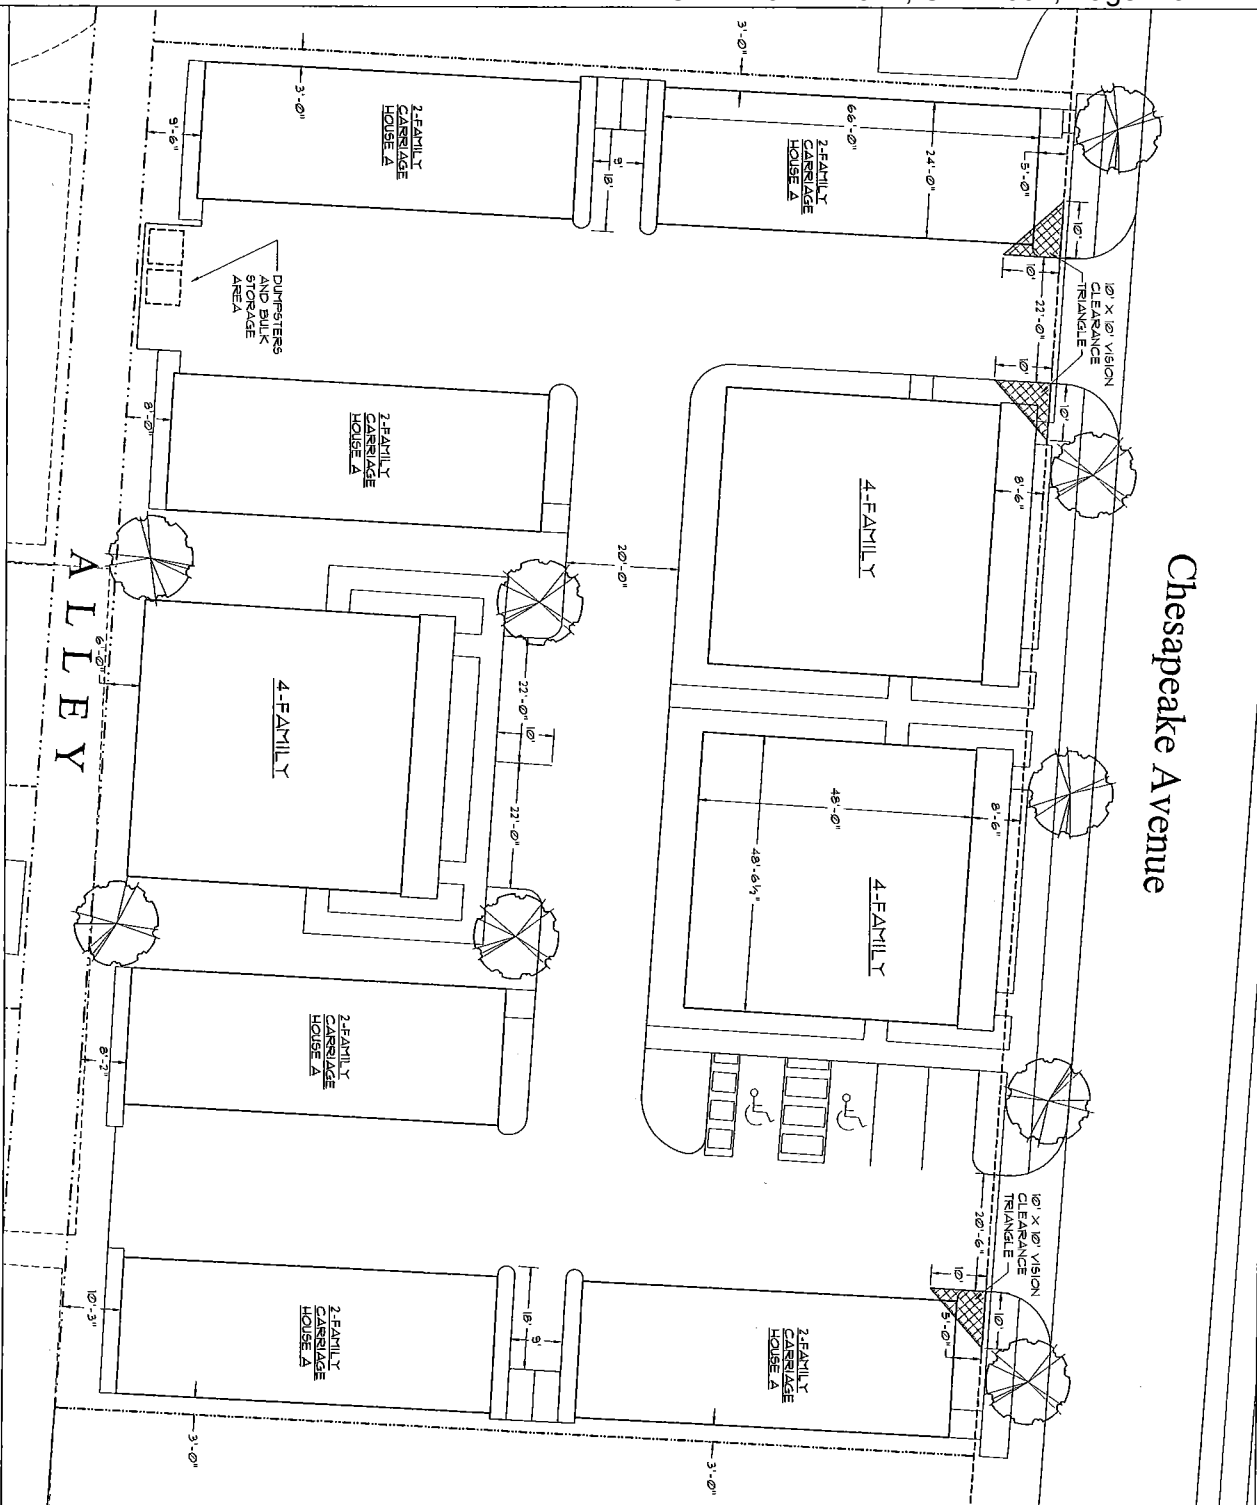 Chesapeake Avenue
3'-0"
3'-0"
2-FAMILY
CARRIAGE
HOUSE A
9'-6"
9'
18'
66'-0"
24'-0"
2-FAMILY
CARRIAGE
HOUSE A
5'-0"
10'
10'
22'-0"
10' X 10' VISION
CLEARANCE
TRIANGLE
10'
10'
DUMPSTERS
AND BULK
STORAGE
AREA
8'-0"
2-FAMILY
CARRIAGE
HOUSE A
4-FAMILY
8'-6"
20'-0"
ALLEY
6'-0"
4-FAMILY
22'-0"
10'
22'-0"
48'-0"
48'-6½"
8'-6"
4-FAMILY
2-FAMILY
CARRIAGE
HOUSE A
8'-2"
10' X 10' VISION
CLEARANCE
TRIANGLE
20'-6"
10'
10'
5'-0"
2-FAMILY
CARRIAGE
HOUSE A
10'-3"
18'
9'
2-FAMILY
CARRIAGE
HOUSE A
3'-0"
3'-0"